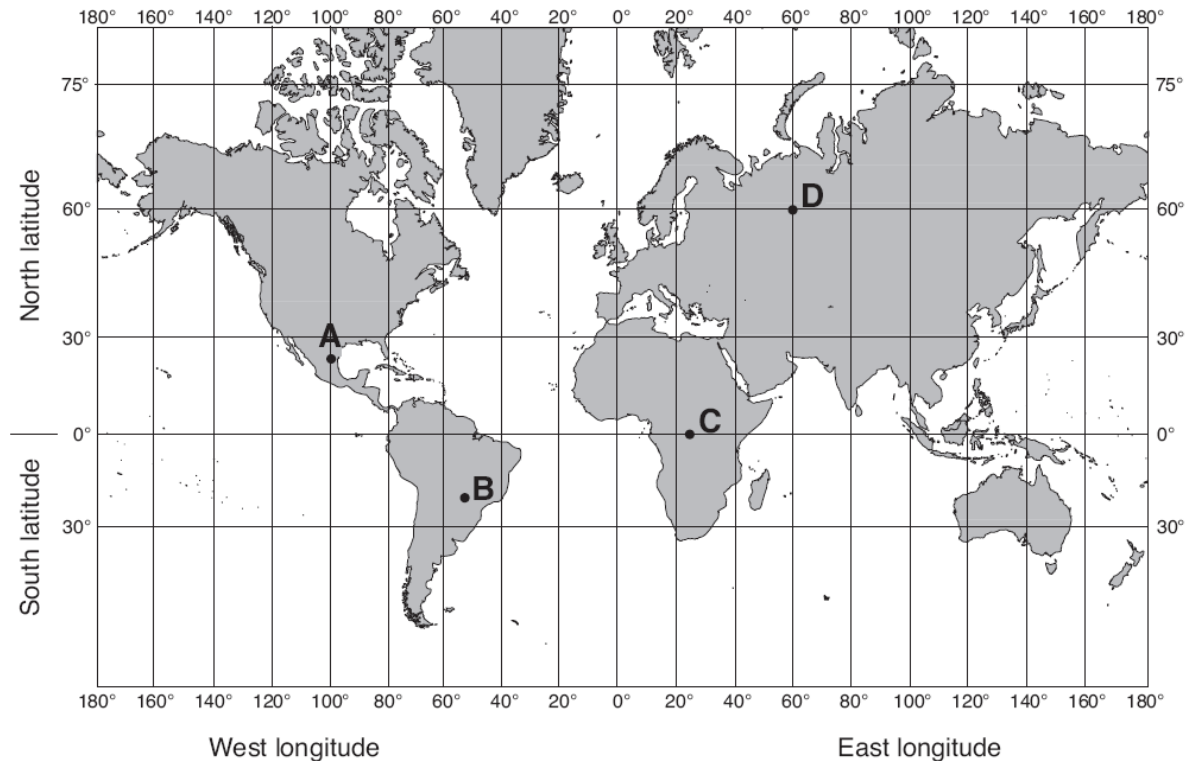 180° 160° 140° 120° 100° 80° 60° 40° 20° 0° 20° 40° 60° 80° 100° 120° 140° 160° 180°
75° 75°
North latitude
60° D 60°
30° A 30°
0° C 0°
South latitude
B
30° 30°
180° 160° 140° 120° 100° 80° 60° 40° 20° 0° 20° 40° 60° 80° 100° 120° 140° 160° 180°
West longitude East longitude